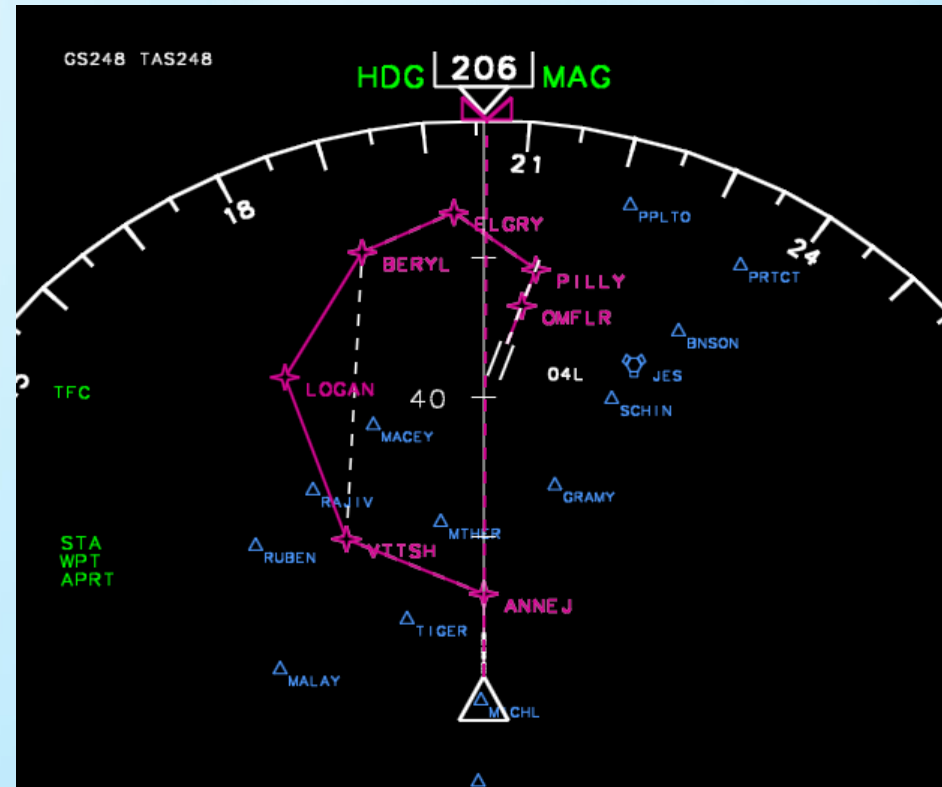 GS248 TAS248
HDG 206 MAG
21
18
24
PPLTO
ELGRY
BERYL
PRTCT
PILLY
OMFLR
BNSON
TFC
LOGAN
04L
JES
40
SCHIN
MACEY
GRAMY
RAJIV
MTHER
STA
VTTSH
RUBEN
WPT
APRT
ANNEJ
TIGER
MALAY